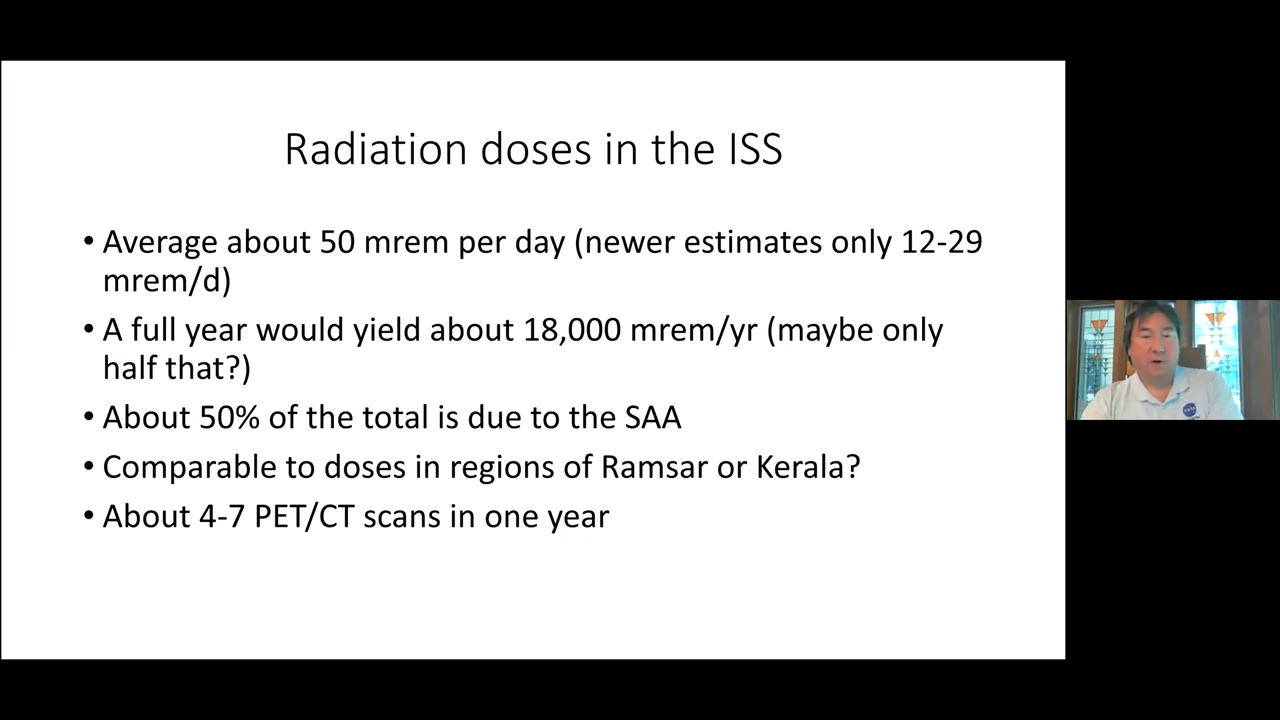 Radiation doses in the ISS
• Average about 50 mrem per day (newer estimates only 12-29
mrem/d)
• A full year would yield about 18,000 mrem/yr (maybe only
half that?)
• About 50% of the total is due to the SAA
• Comparable to doses in regions of Ramsar or Kerala?
• About 4-7 PET/CT scans in one year